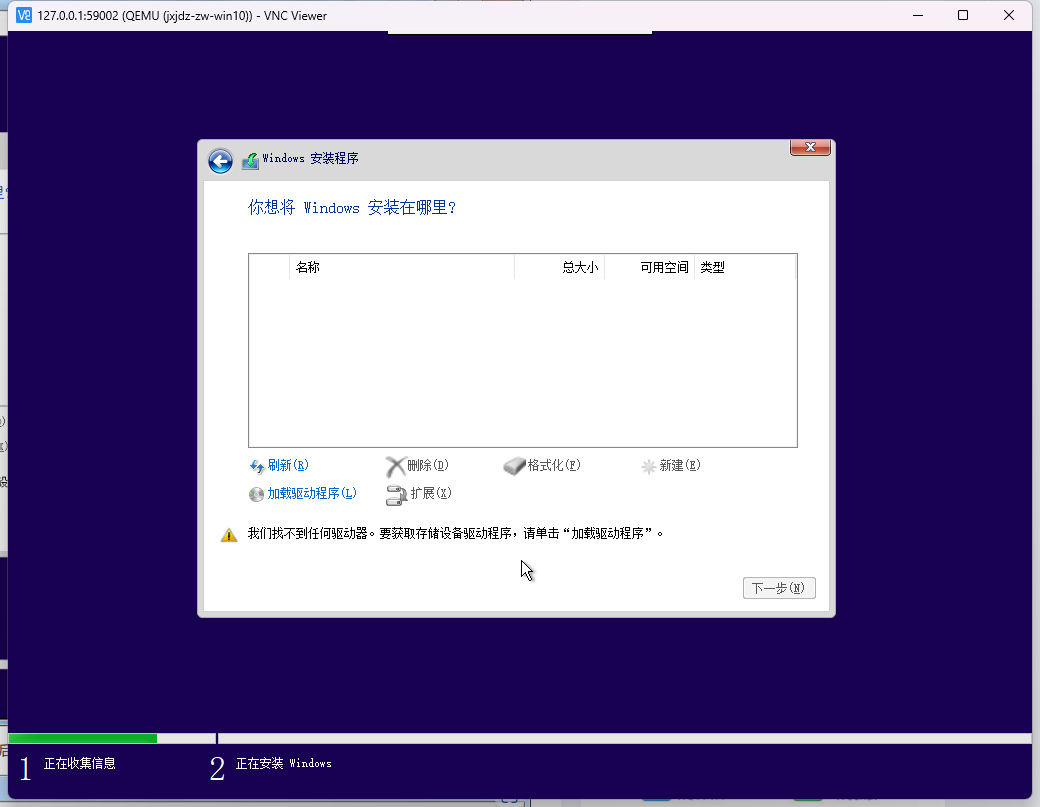 127.0.0.1:59002 (QEMU (jxjdz-zw-win10)) - VNC Viewer
Windows 安装程序
你想将 Windows 安装在哪里?
名称 总大小 可用空间 类型
刷新(R) 删除(D) 格式化(F) 新建(E)
加载驱动程序(L) 扩展(X)
我们找不到任何驱动器。要获取存储设备驱动程序，请单击“加载驱动程序”。
下一步(N)
1 正在收集信息 2 正在安装 Windows